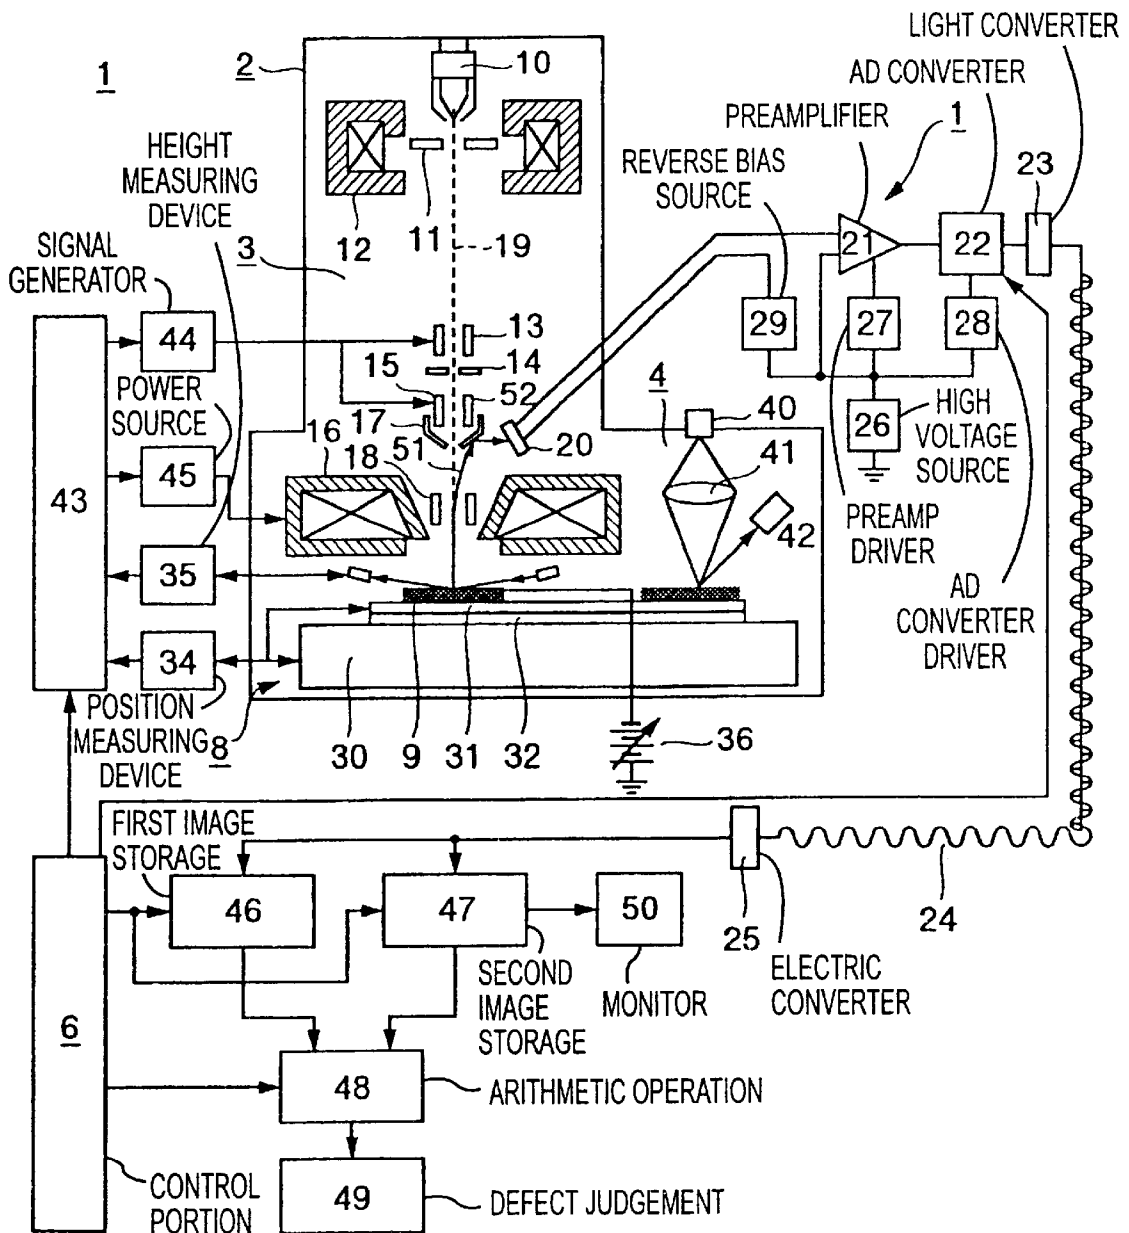 LIGHT CONVERTER
AD CONVERTER
PREAMPLIFIER
1
2
10
1
HEIGHT
MEASURING
DEVICE
REVERSE BIAS
SOURCE
23
12
11
19
21
22
SIGNAL
GENERATOR
3
44
13
29
27
28
14
15
52
4
40
POWER
SOURCE
17
16
20
26
HIGH
VOLTAGE
SOURCE
43
45
18
51
41
42
PREAMP
DRIVER
35
AD
CONVERTER
DRIVER
34
POSITION
MEASURING
DEVICE
8
30
9
31
32
36
FIRST IMAGE
STORAGE
46
47
50
25
24
SECOND
IMAGE
STORAGE
MONITOR
ELECTRIC
CONVERTER
6
48
ARITHMETIC OPERATION
CONTROL
PORTION
49
DEFECT JUDGEMENT